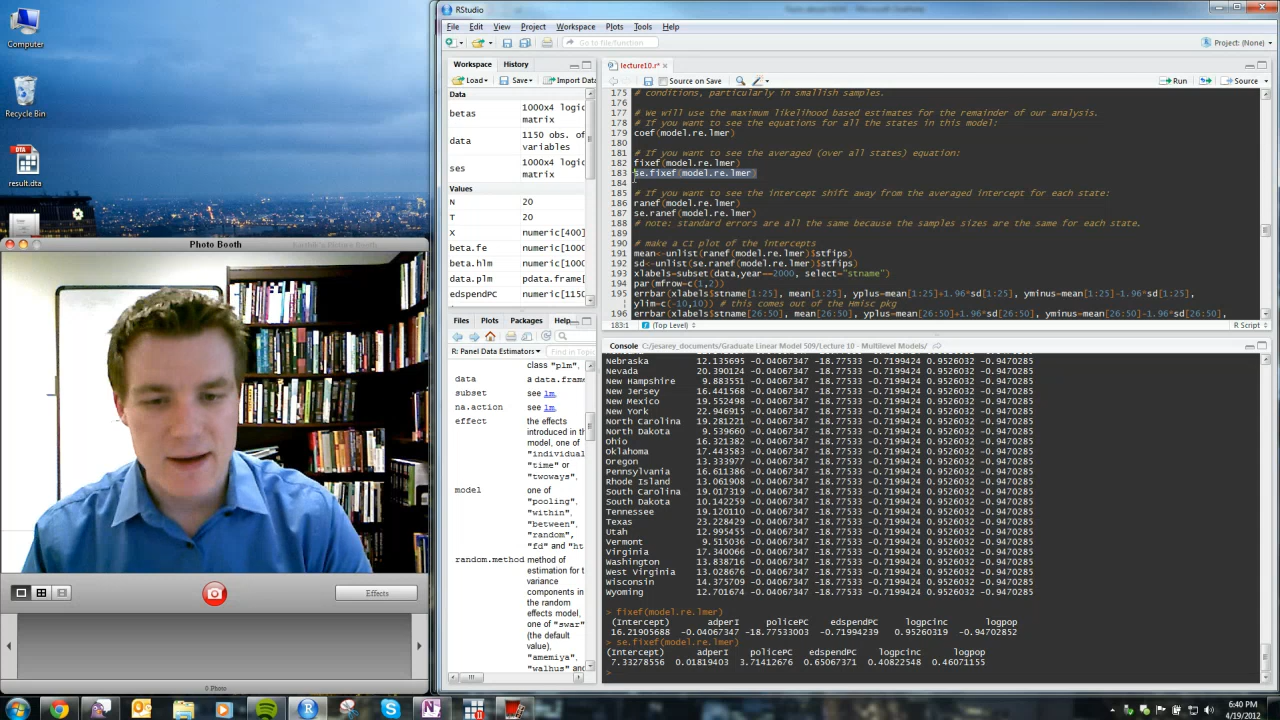 RStudio
File Edit View Project Workspace Plots Tools Help
Go to file/function
Project: (None)
Computer
Recycle Bin
result.dta
Workspace History
Load Save Import Data
Data
betas 1000x4 logic matrix
data 1150 obs. of variables
ses 1000x4 logic matrix
Values
N 20
T 20
X numeric[400]
beta.fe numeric[1000
beta.hlm numeric[1000
data.plm pdata.frame[
edspendPC numeric[1150
Files Plots Packages Help
R: Panel Data Estimators Find in Topic
class "plm",
data a data.frame
subset see lm.
na.action see lm.
effect the effects
introduced in the
model, one of
"individual
"time" or
"twoways",
model one of
"pooling",
"within",
"between",
"random",
"fd" and "ht
random.method method of
estimation for t
variance
components in
the random
effects model,
one of "swar"
(the default
value),
"amemiya",
"walhus" and
lecture10.r*
Source on Save
Run Source
175 # conditions, particularly in smallish samples.
176
177 # We will use the maximum likelihood based estimates for the remainder of our analysis.
178 # If you want to see the equations for all the states in this model:
179 coef(model.re.lmer)
180
181 # If you want to see the averaged (over all states) equation:
182 fixef(model.re.lmer)
183 se.fixef(model.re.lmer)
184
185 # If you want to see the intercept shift away from the averaged intercept for each state:
186 ranef(model.re.lmer)
187 se.ranef(model.re.lmer)
188 # note: standard errors are all the same because the samples sizes are the same for each state.
189
190 # make a CI plot of the intercepts
191 mean<-unlist(ranef(model.re.lmer)$stfips)
192 sd<-unlist(se.ranef(model.re.lmer)$stfips)
193 xlabels=subset(data,year==2000, select="stname")
194 par(mfrow=c(1,2))
195 errbar(xlabels$stname[1:25], mean[1:25], yplus=mean[1:25]+1.96*sd[1:25], yminus=mean[1:25]-1.96*sd[1:25],
ylim=c(-10,10)) # this comes out of the Hmisc pkg
196 errbar(xlabels$stname[26:50], mean[26:50], yplus=mean[26:50]+1.96*sd[26:50], yminus=mean[26:50]-1.96*sd[26:50],
183:1 (Top Level) R Script
Console C:/jesarey_documents/Graduate Linear Model 509/Lecture 10 - Multilevel Models/
Nebraska 12.135695 -0.04067347 -18.77533 -0.7199424 0.9526032 -0.9470285
Nevada 20.390124 -0.04067347 -18.77533 -0.7199424 0.9526032 -0.9470285
New Hampshire 9.883551 -0.04067347 -18.77533 -0.7199424 0.9526032 -0.9470285
New Jersey 16.441568 -0.04067347 -18.77533 -0.7199424 0.9526032 -0.9470285
New Mexico 19.552498 -0.04067347 -18.77533 -0.7199424 0.9526032 -0.9470285
New York 22.946915 -0.04067347 -18.77533 -0.7199424 0.9526032 -0.9470285
North Carolina 19.281221 -0.04067347 -18.77533 -0.7199424 0.9526032 -0.9470285
North Dakota 9.539660 -0.04067347 -18.77533 -0.7199424 0.9526032 -0.9470285
Ohio 16.321382 -0.04067347 -18.77533 -0.7199424 0.9526032 -0.9470285
Oklahoma 17.443583 -0.04067347 -18.77533 -0.7199424 0.9526032 -0.9470285
Oregon 13.333977 -0.04067347 -18.77533 -0.7199424 0.9526032 -0.9470285
Pennsylvania 16.611386 -0.04067347 -18.77533 -0.7199424 0.9526032 -0.9470285
Rhode Island 13.061908 -0.04067347 -18.77533 -0.7199424 0.9526032 -0.9470285
South Carolina 19.017319 -0.04067347 -18.77533 -0.7199424 0.9526032 -0.9470285
South Dakota 10.142259 -0.04067347 -18.77533 -0.7199424 0.9526032 -0.9470285
Tennessee 19.120110 -0.04067347 -18.77533 -0.7199424 0.9526032 -0.9470285
Texas 23.228429 -0.04067347 -18.77533 -0.7199424 0.9526032 -0.9470285
Utah 12.995455 -0.04067347 -18.77533 -0.7199424 0.9526032 -0.9470285
Vermont 9.515036 -0.04067347 -18.77533 -0.7199424 0.9526032 -0.9470285
Virginia 17.340066 -0.04067347 -18.77533 -0.7199424 0.9526032 -0.9470285
Washington 13.838716 -0.04067347 -18.77533 -0.7199424 0.9526032 -0.9470285
West Virginia 13.028676 -0.04067347 -18.77533 -0.7199424 0.9526032 -0.9470285
Wisconsin 14.375709 -0.04067347 -18.77533 -0.7199424 0.9526032 -0.9470285
Wyoming 12.701674 -0.04067347 -18.77533 -0.7199424 0.9526032 -0.9470285
> fixef(model.re.lmer)
(Intercept) adperI policePC edspendPC logpcinc logpop
16.21905688 -0.04067347 -18.77533003 -0.71994239 0.95260319 -0.94702852
> se.fixef(model.re.lmer)
(Intercept) adperI policePC edspendPC logpcinc logpop
7.33278556 0.01819403 3.71412676 0.65067371 0.40822548 0.46071155
>
Photo Booth
Effects
0 Photo
6:40 PM
4/19/2012